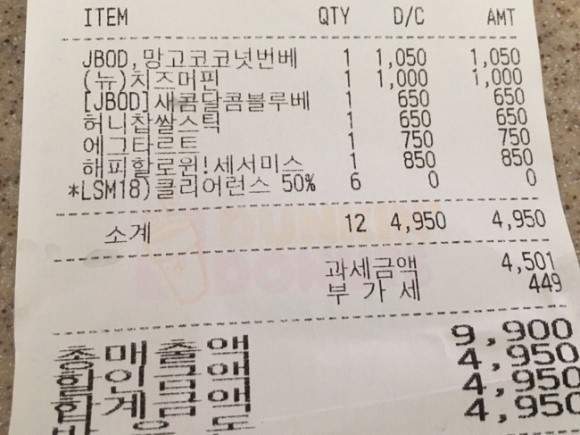 ITEM QTY D/C AMT
JBOD,망고코코넛번베 1 1,050 1,050
(뉴)치즈머핀 1 1,000 1,000
[JBOD]새콤달콤블루베 1 650 650
허니찹쌀스틱 1 650 650
에그타르트 1 750 750
해피할로윈!세서미스 1 850 850
*LSM18)클리어런스 50% 6 0 0
소계 12 4,950 4,950
과세금액 4,501
부 가 세 449
총 매 출 액 9,900
할 인 금 액 4,950
합 계 금 액 4,950
4,950